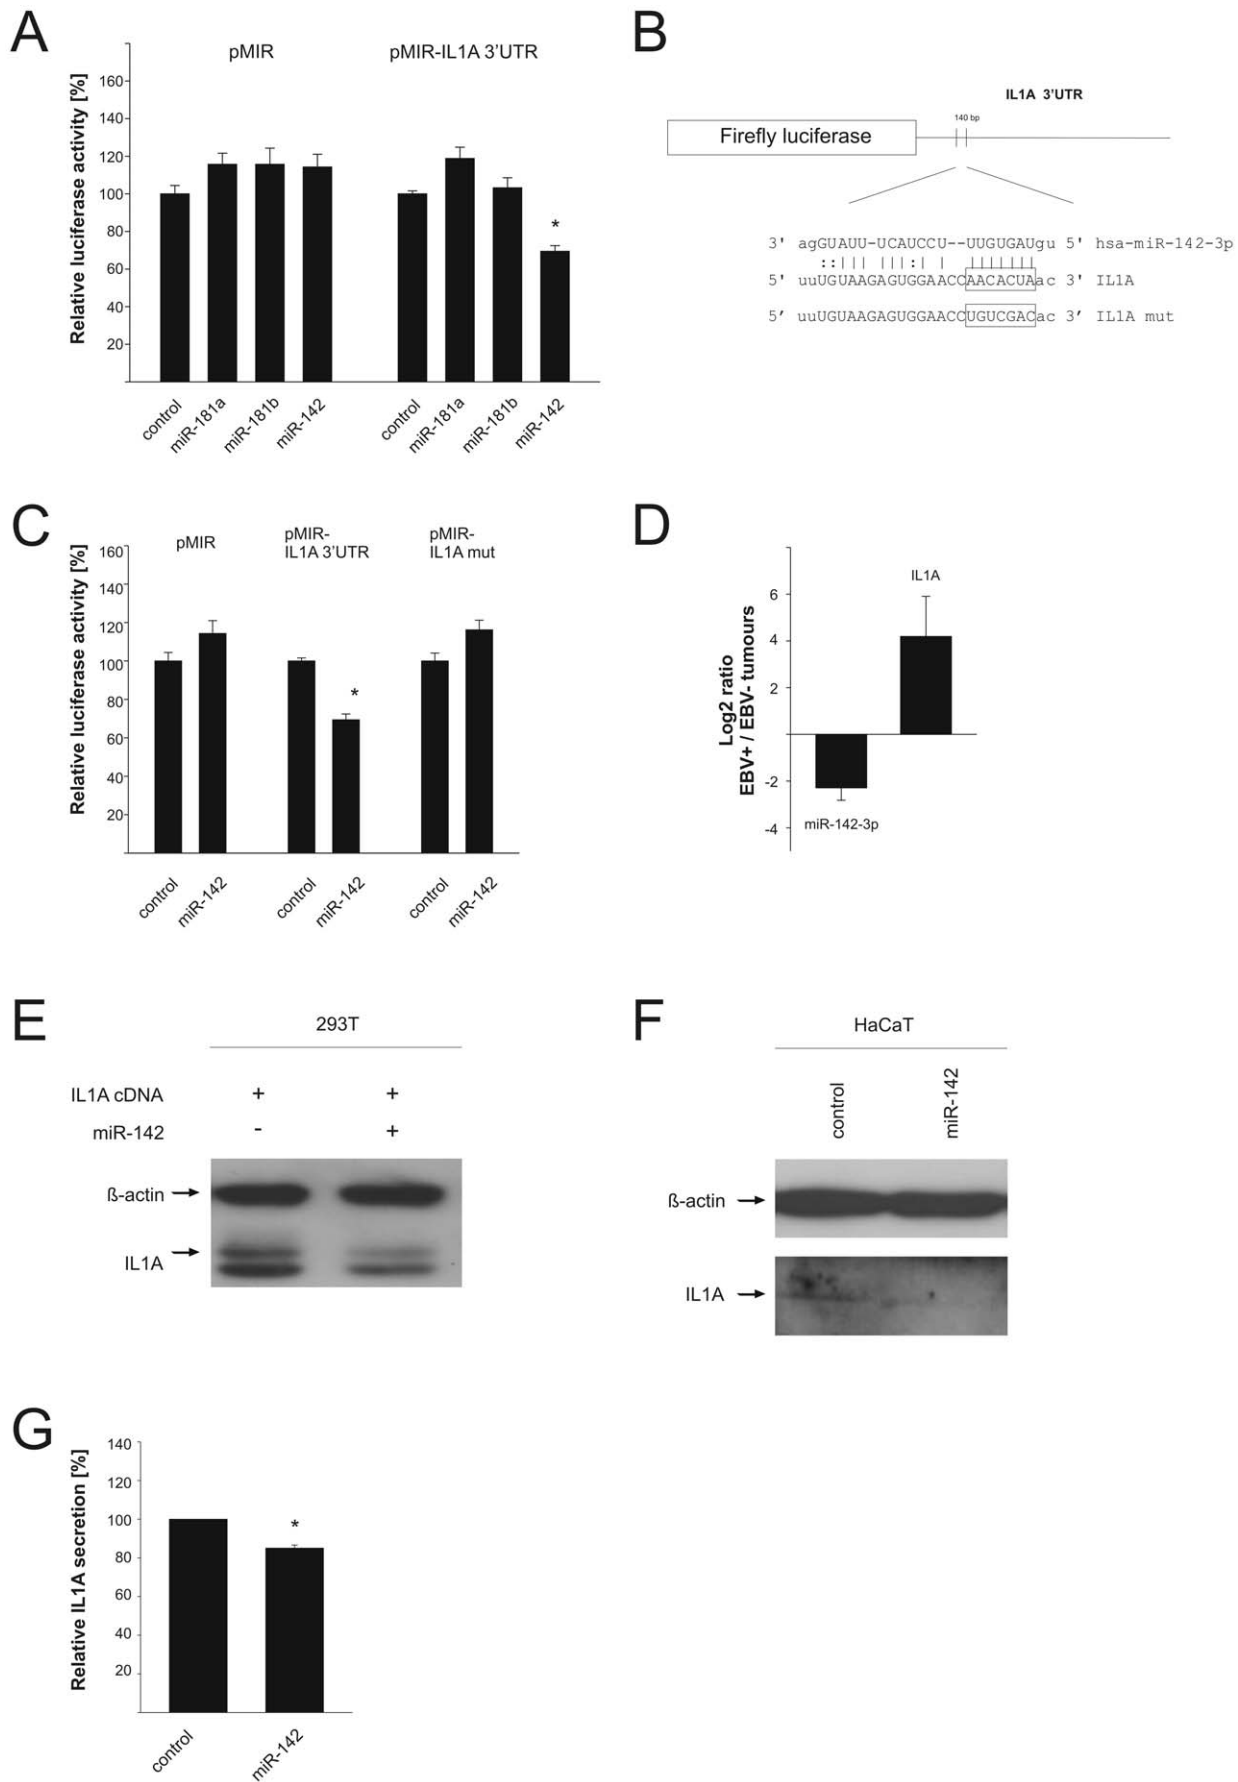 A
pMIR
pMIR-IL1A 3’UTR
Relative luciferase activity [%]
160
140
120
100
80
60
40
20
*
control
miR-181a
miR-181b
miR-142
control
miR-181a
miR-181b
miR-142
B
IL1A 3’UTR
140 bp
Firefly luciferase
3' agGUAUU-UCAUCCU--UUGUGAUgu 5' hsa-miR-142-3p
5' uuUGUAAGAGUGGAACCAACACUAac 3' IL1A
5’ uuUGUAAGAGUGGAACCUGUCGACac 3’ IL1A mut
C
pMIR
pMIR-
IL1A 3’UTR
pMIR-
IL1A mut
Relative luciferase activity [%]
160
140
120
100
80
60
40
20
*
control
miR-142
control
miR-142
control
miR-142
D
Log2 ratio
EBV+ / EBV- tumours
6
4
2
-2
-4
IL1A
miR-142-3p
E
293T
IL1A cDNA + +
miR-142 - +
ß-actin
IL1A
F
HaCaT
control
miR-142
ß-actin
IL1A
G
Relative IL1A secretion [%]
140
120
100
80
60
40
20
*
control
miR-142